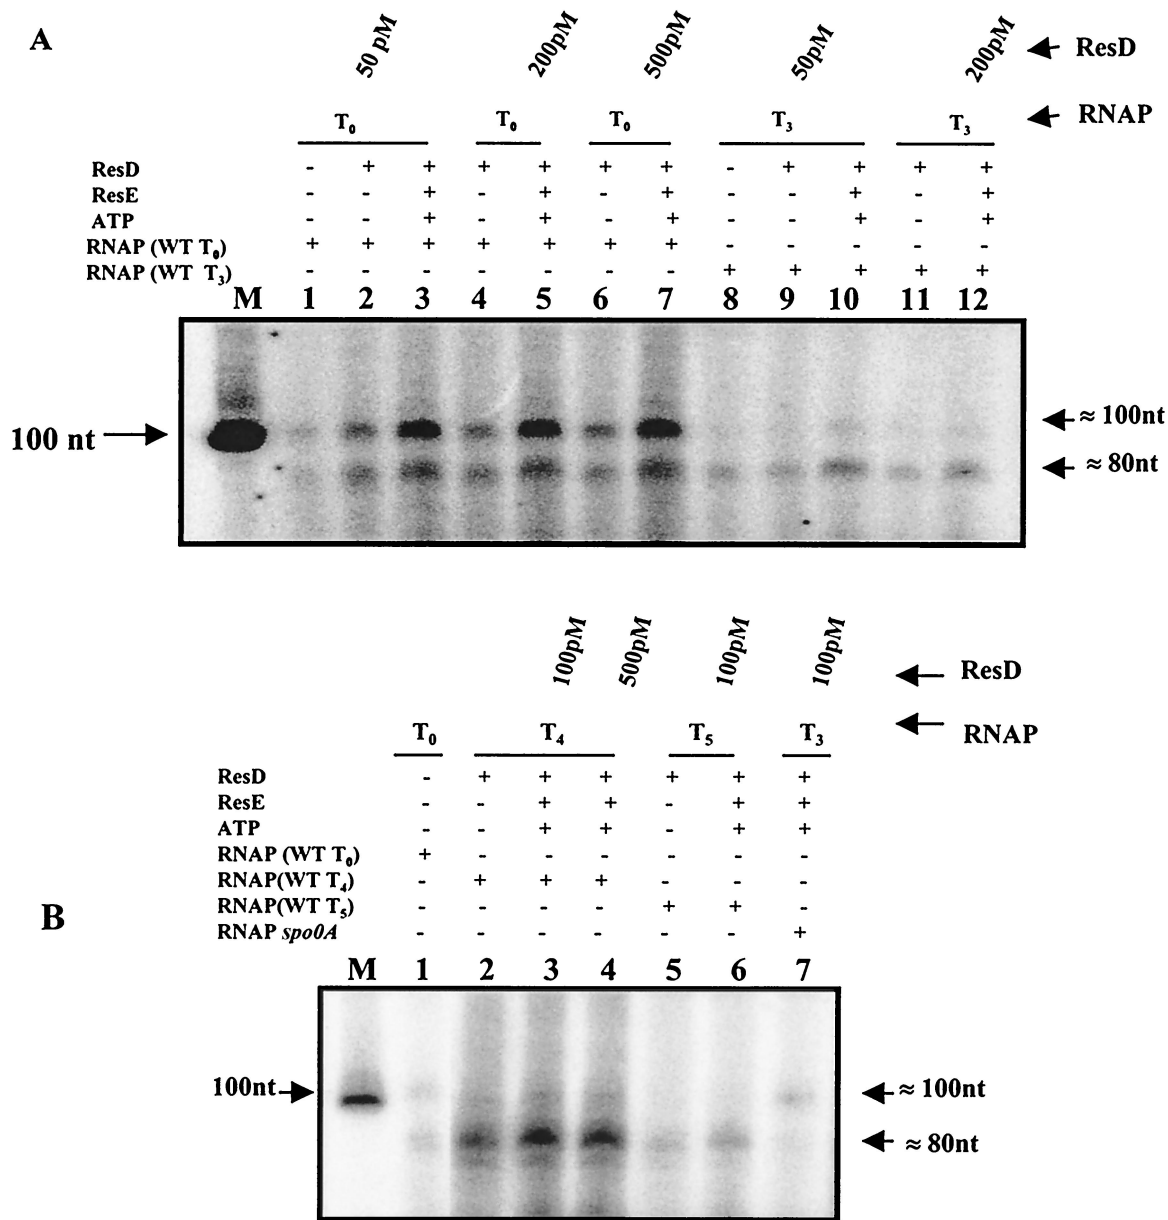 A
50 pM 200pM 500pM 50pM 200pM ResD
T₀ T₀ T₀ T₃ T₃ RNAP
ResD - + + + + + + - + + + +
ResE - - + - + - + - - + - +
ATP - - + - + - + - - + - +
RNAP (WT T₀) + + + + + + + - - - - -
RNAP (WT T₃) - - - - - - - + + + + +
M 1 2 3 4 5 6 7 8 9 10 11 12
100 nt ≈ 100nt
≈ 80nt
100pM 500pM 100pM 100pM ResD
T₀ T₄ T₅ T₃ RNAP
ResD - + + + + + +
ResE - - + + - + +
ATP - - + + - + +
RNAP (WT T₀) + - - - - - -
RNAP(WT T₄) - + + + - - -
RNAP(WT T₅) - - - - + + -
RNAP spo0A - - - - - - +
B
M 1 2 3 4 5 6 7
100nt ≈ 100nt
≈ 80nt